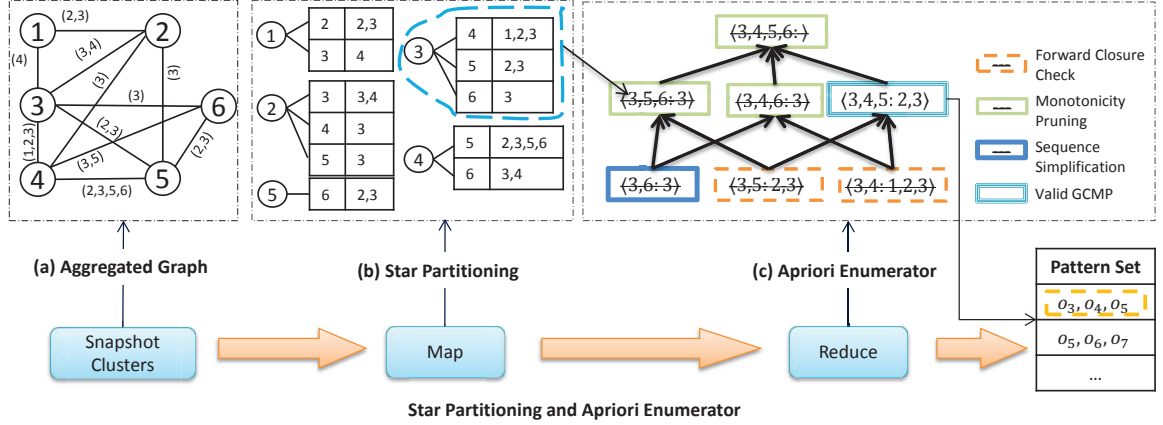 (2,3)
1
2
(4)
(3,4)
(3)
(3)
3
(3)
6
(1,2,3)
(2,3)
(3,5)
(2,3)
4
(2,3,5,6)
5
1
2 2,3
3 4
2
3 3,4
4 3
5 3
5
6 2,3
3
4 1,2,3
5 2,3
6 3
4
5 2,3,5,6
6 3,4
⟨3,4,5,6: ⟩
⟨3,5,6: 3⟩
⟨3,4,6: 3⟩
⟨3,4,5: 2,3⟩
⟨3,6: 3⟩
⟨3,5: 2,3⟩
⟨3,4: 1,2,3⟩
Forward Closure
Check
Monotonicity
Pruning
Sequence
Simplification
Valid GCMP
(a) Aggregated Graph
(b) Star Partitioning
(c) Apriori Enumerator
Snapshot
Clusters
Map
Reduce
Pattern Set
o₃, o₄, o₅
o₅, o₆, o₇
...
Star Partitioning and Apriori Enumerator